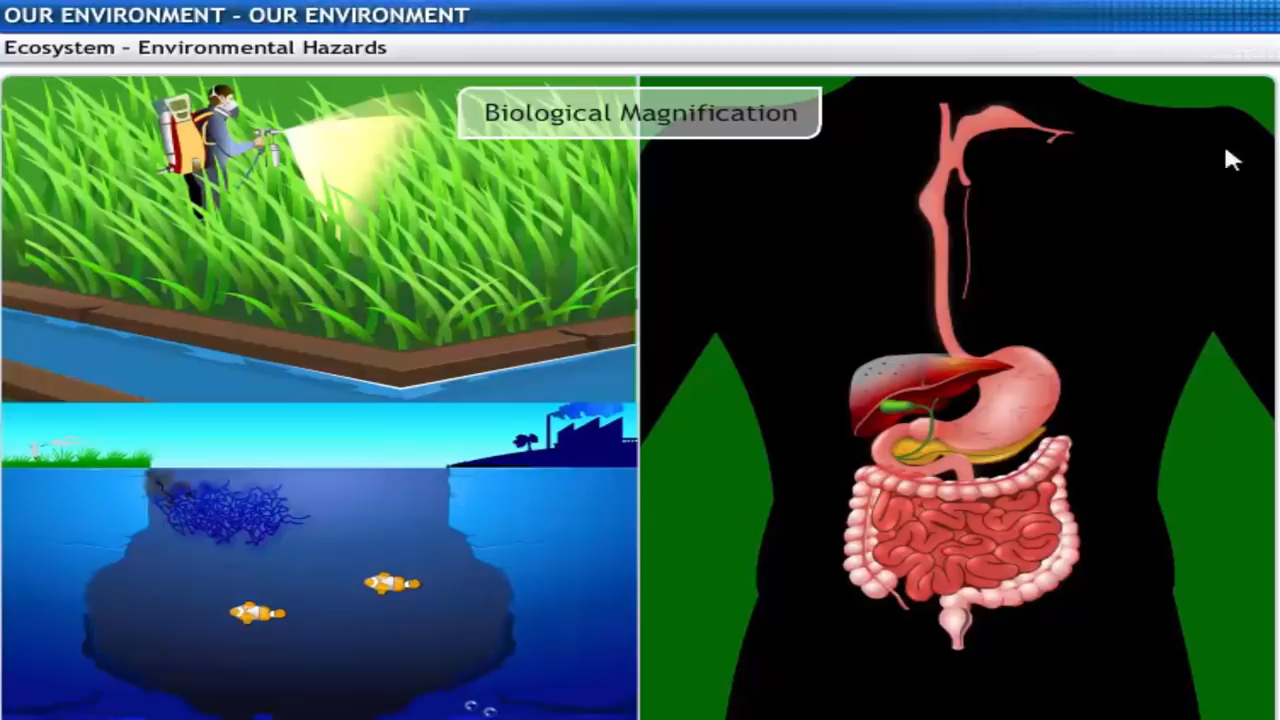 OUR ENVIRONMENT - OUR ENVIRONMENT
Ecosystem - Environmental Hazards
Biological Magnification